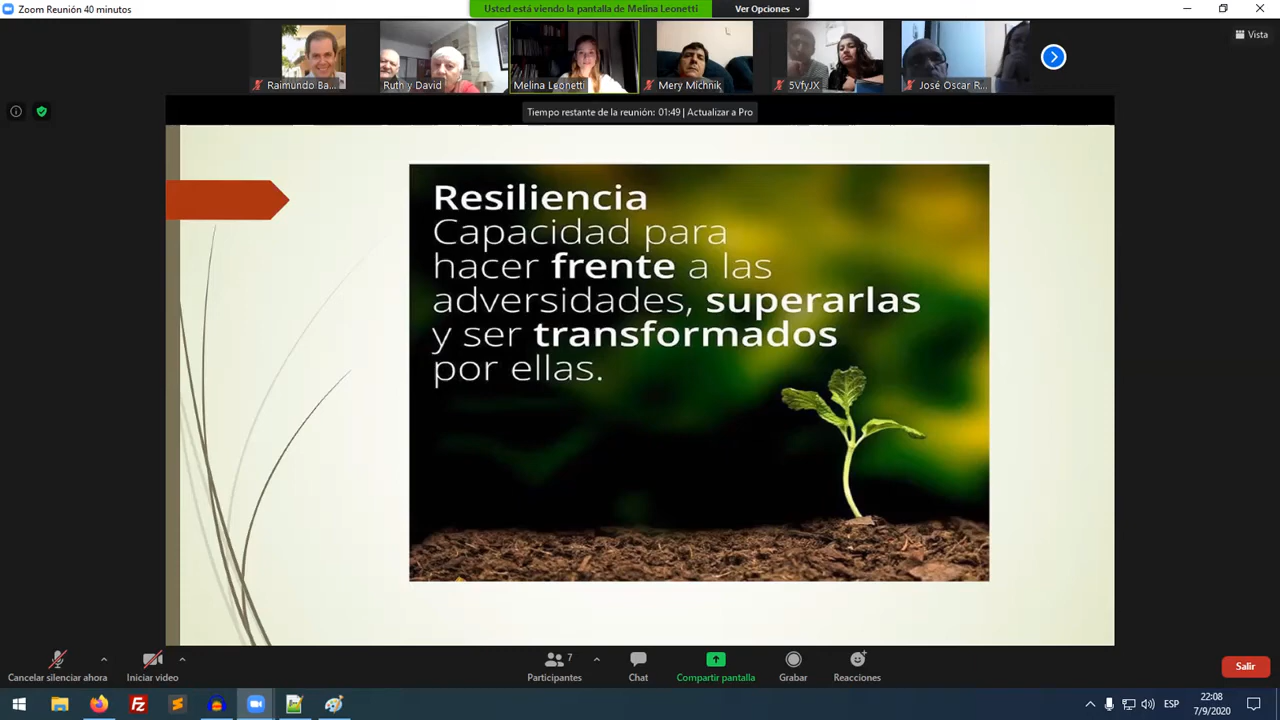 Zoom Reunión 40 minutos
Usted está viendo la pantalla de Melina Leonetti
Ver Opciones
Vista
Raimundo Ba...
Ruth y David
Melina Leonetti
Mery Michnik
5VfyJX
José Oscar R...
Tiempo restante de la reunión: 01:49 | Actualizar a Pro
Resiliencia
Capacidad para
hacer frente a las
adversidades, superarlas
y ser transformados
por ellas.
Cancelar silenciar ahora
Iniciar video
7
Participantes
Chat
Compartir pantalla
Grabar
Reacciones
Salir
ESP
22:08
7/9/2020